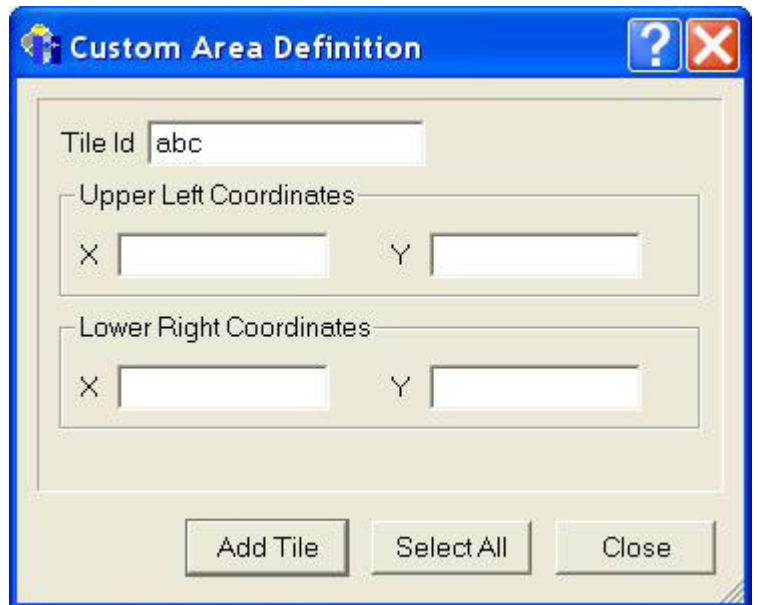 Custom Area Definition ?
Tile Id abc
Upper Left Coordinates
X Y
Lower Right Coordinates
X Y
Add Tile Select All Close